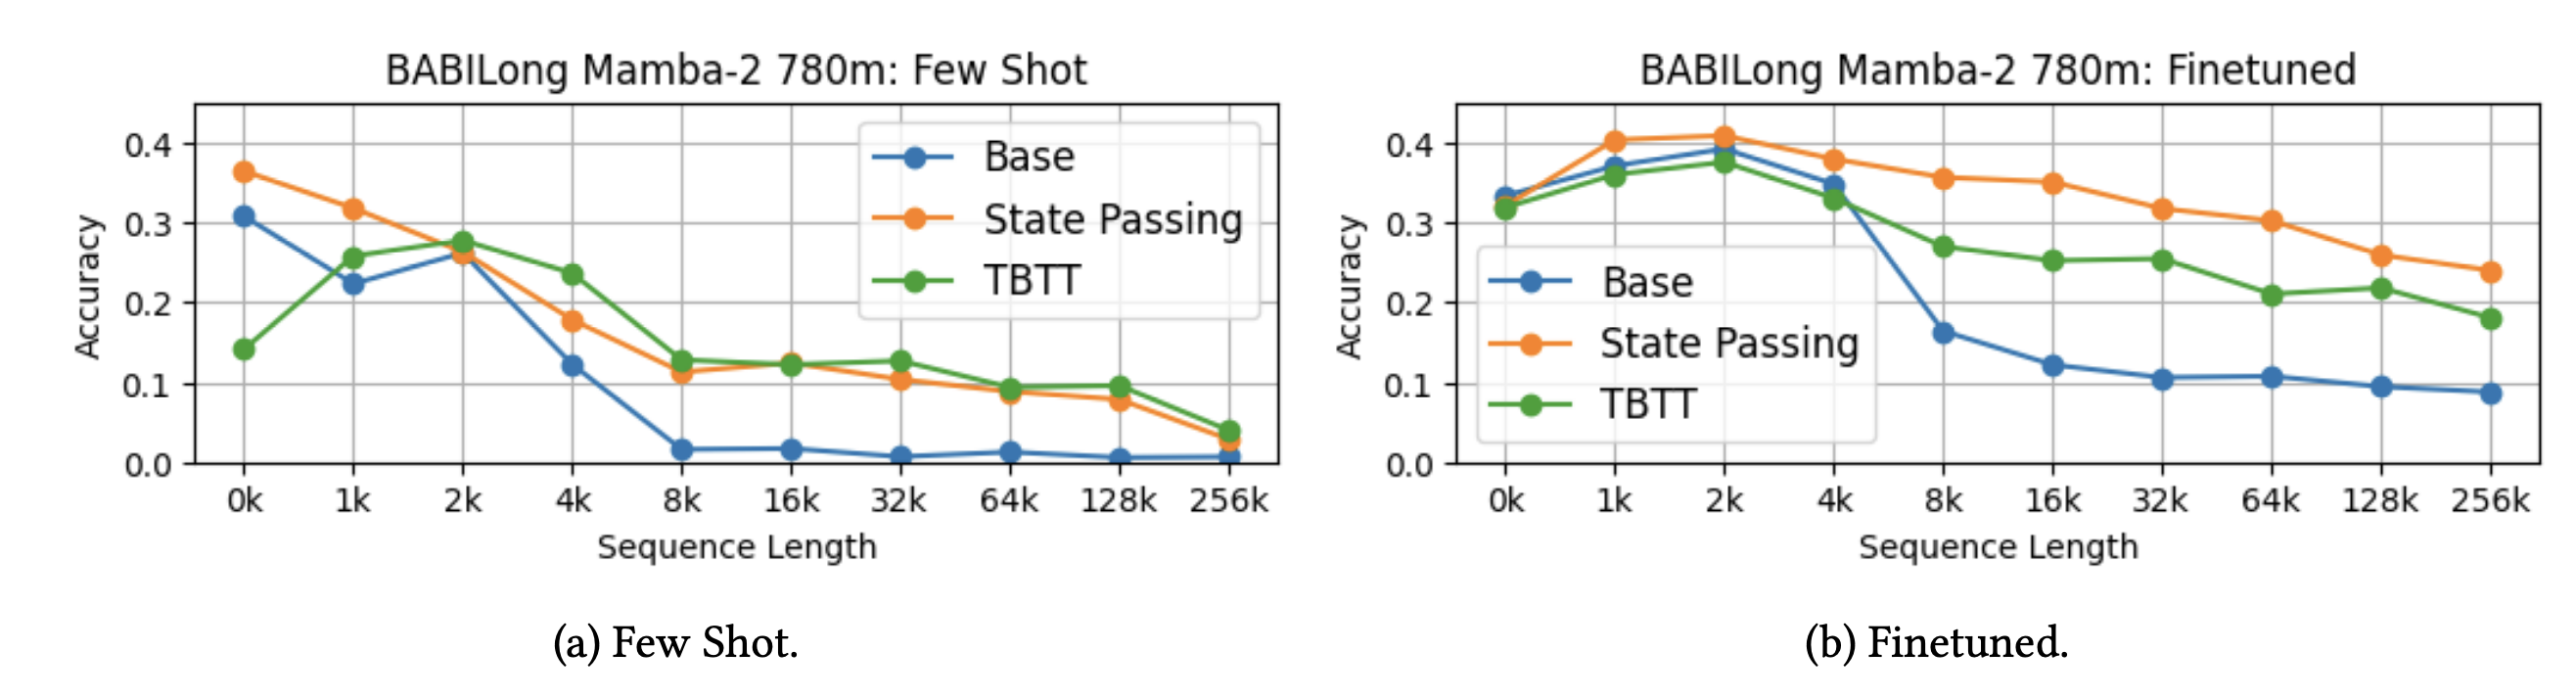 BABILong Mamba-2 780m: Few Shot
Accuracy
0.4
0.3
0.2
0.1
0.0
Base
State Passing
TBTT
0k 1k 2k 4k 8k 16k 32k 64k 128k 256k
Sequence Length
(a) Few Shot.
BABILong Mamba-2 780m: Finetuned
Accuracy
0.4
0.3
0.2
0.1
0.0
Base
State Passing
TBTT
0k 1k 2k 4k 8k 16k 32k 64k 128k 256k
Sequence Length
(b) Finetuned.